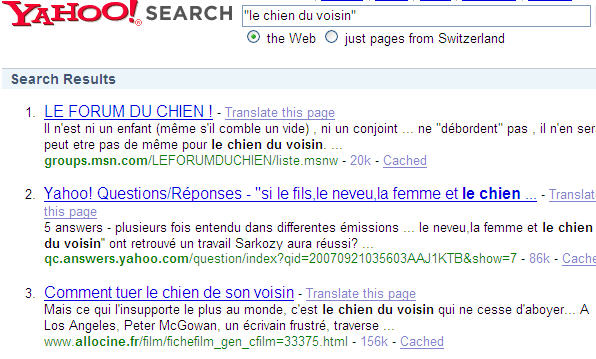 YAHOO! SEARCH "le chien du voisin"
the Web just pages from Switzerland
Search Results
1. LE FORUM DU CHIEN ! - Translate this page
Il n'est ni un enfant (même s'il comble un vide) , ni un conjoint ... ne "débordent" pas , il n'en ser
peut etre pas de même pour le chien du voisin. ...
groups.msn.com/LEFORUMDUCHIEN/liste.msnw - 20k - Cached
2. Yahoo! Questions/Réponses - "si le fils,le neveu,la femme et le chien ... - Translate
this page
5 answers - plusieurs fois entendu dans differentes émissions ... le neveu,la femme et le chien
du voisin" ont retrouvé un travail Sarkozy aura réussi? ...
qc.answers.yahoo.com/question/index?qid=20070921035603AAJ1KTB&show=7 - 86k - Cache
3. Comment tuer le chien de son voisin - Translate this page
Mais ce qui l'insupporte le plus au monde, c'est le chien du voisin qui ne cesse d'aboyer... A
Los Angeles, Peter McGowan, un écrivain frustré, traverse ...
www.allocine.fr/film/fichefilm_gen_cfilm=33375.html - 156k - Cached